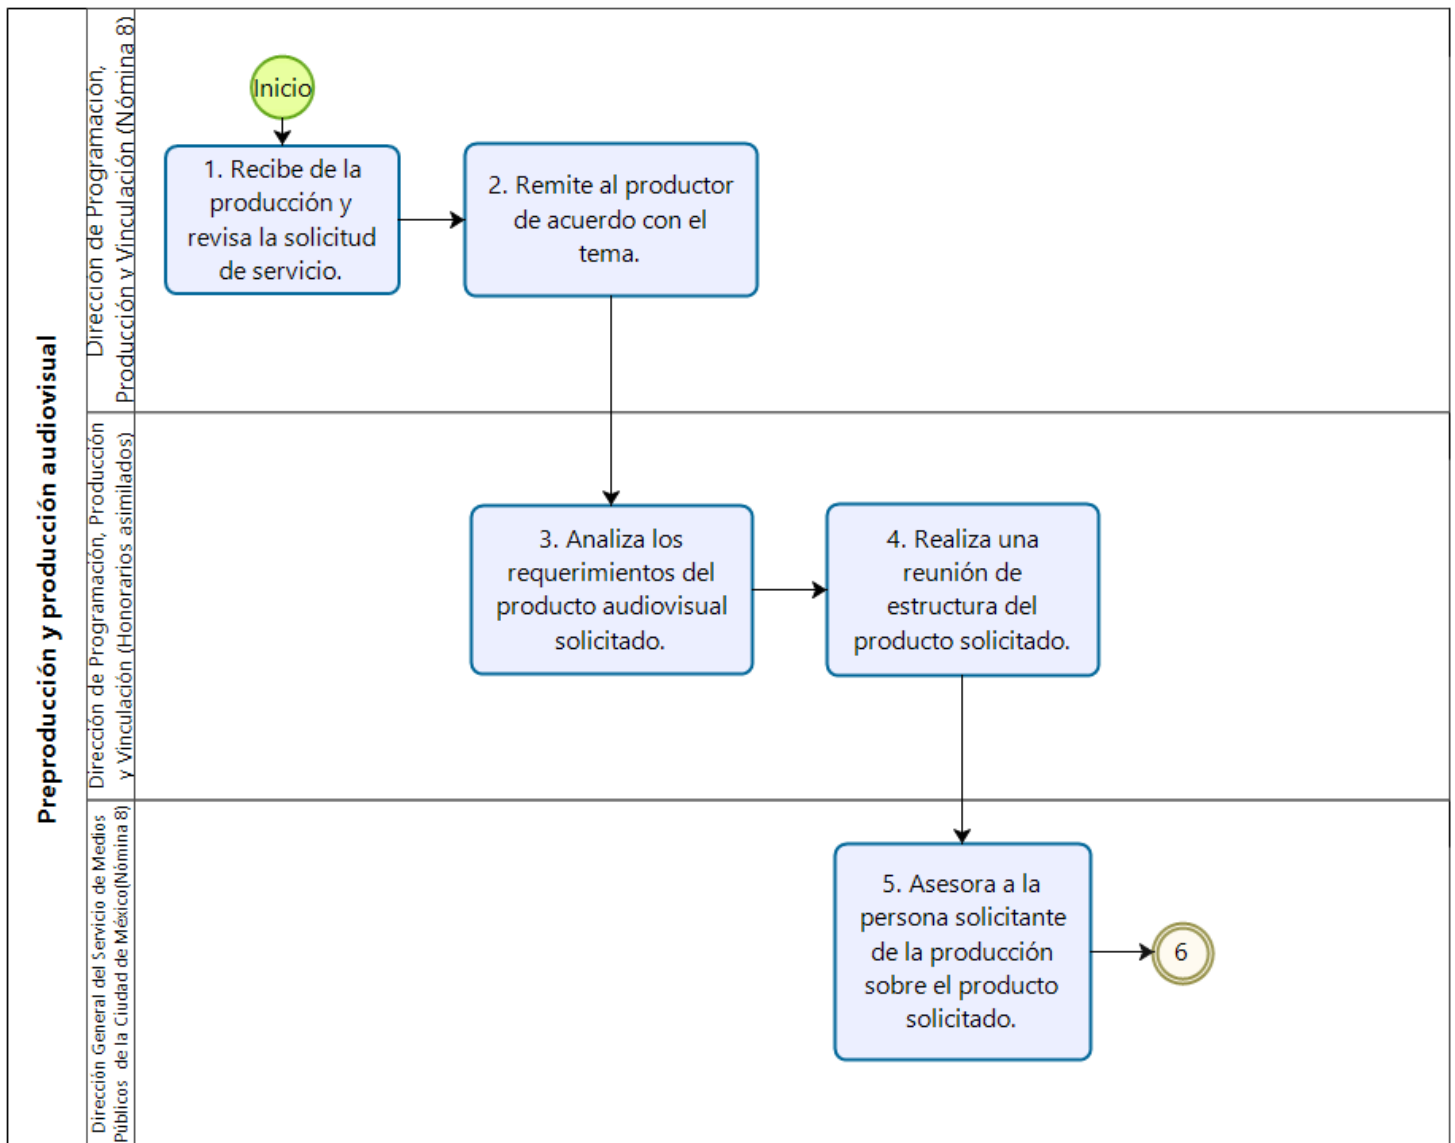 Preproducción y producción audiovisual
Dirección de Programación,
Producción y Vinculación (Nómina 8)
Inicio
1. Recibe de la
producción y
revisa la solicitud
de servicio.
2. Remite al productor
de acuerdo con el
tema.
Dirección de Programación, Producción
y Vinculación (Honorarios asimilados)
3. Analiza los
requerimientos del
producto audiovisual
solicitado.
4. Realiza una
reunión de
estructura del
producto solicitado.
Dirección General del Servicio de Medios
Públicos de la Ciudad de México(Nómina 8)
5. Asesora a la
persona solicitante
de la producción
sobre el producto
solicitado.
6